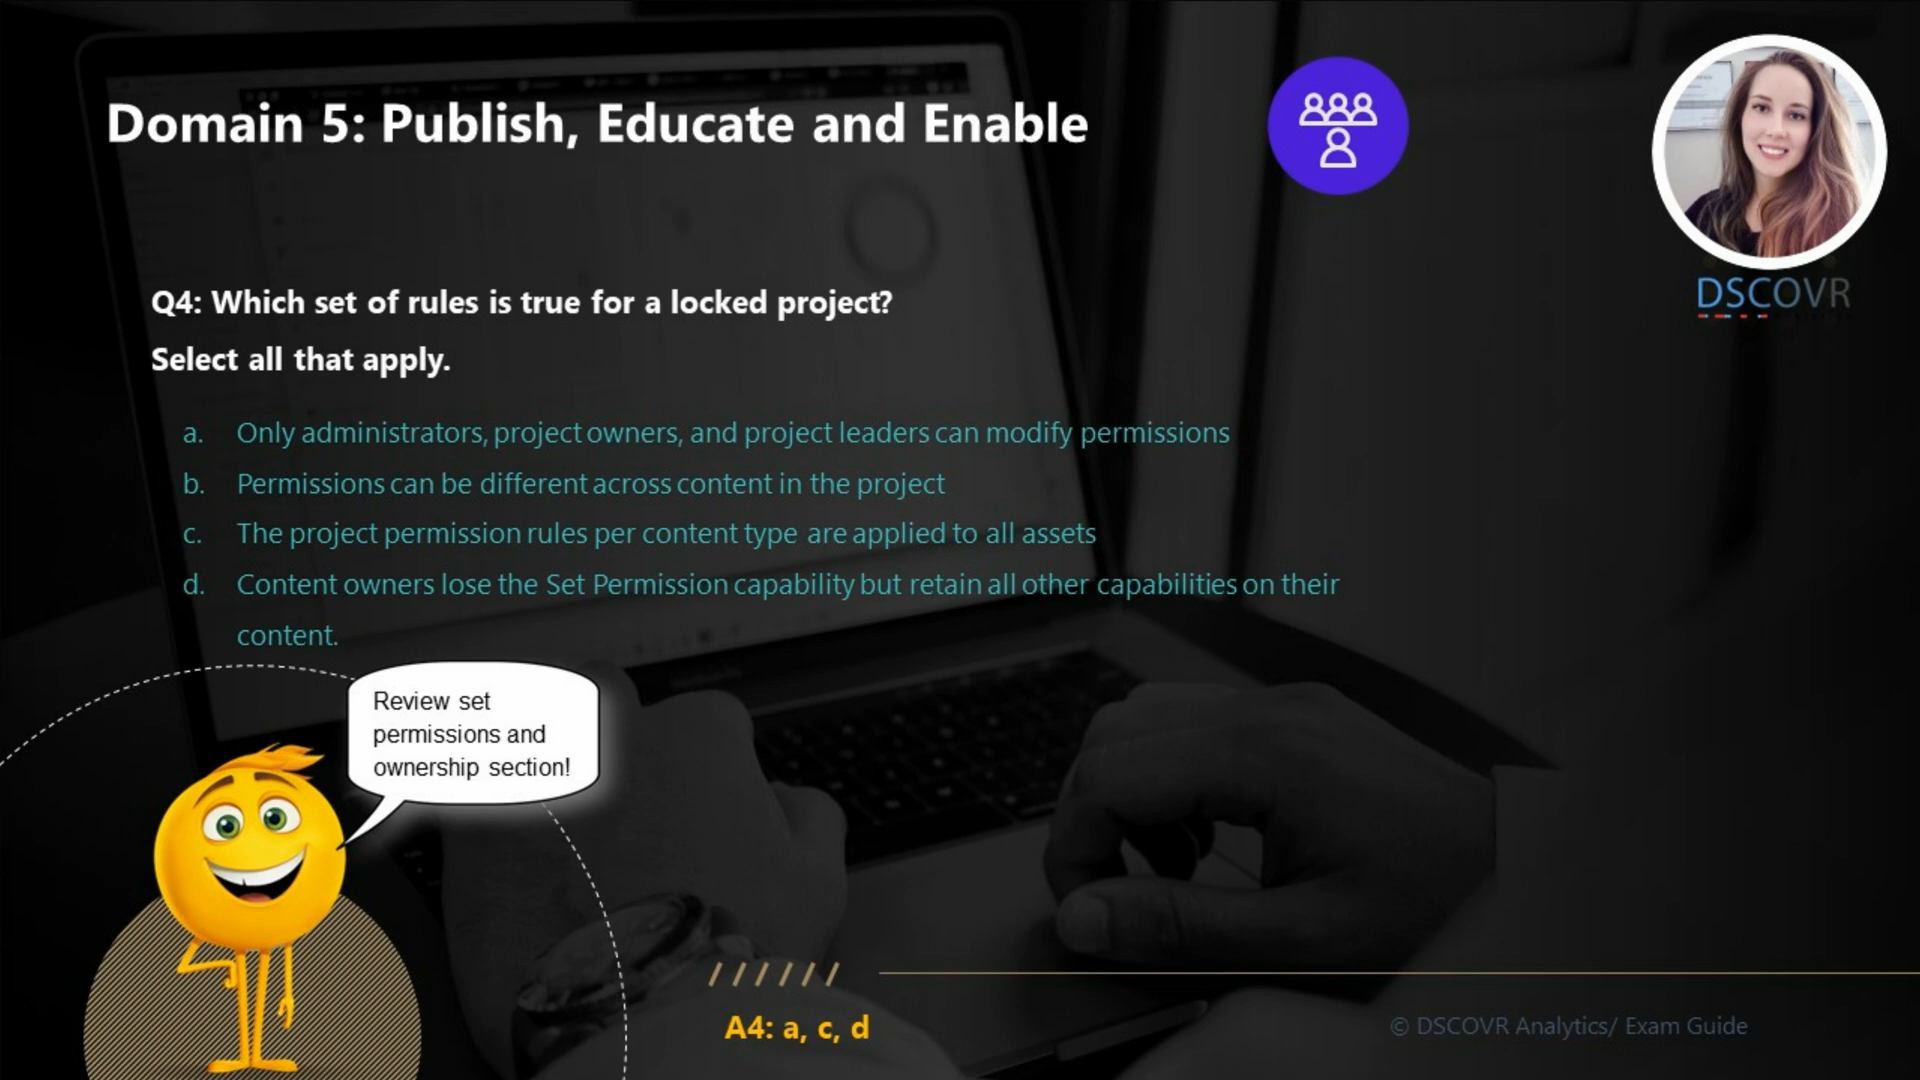 Domain 5: Publish, Educate and Enable
DSCOVR
Q4: Which set of rules is true for a locked project?
Select all that apply.
a. Only administrators, project owners, and project leaders can modify permissions
b. Permissions can be different across content in the project
c. The project permission rules per content type are applied to all assets
d. Content owners lose the Set Permission capability but retain all other capabilities on their
content.
Review set
permissions and
ownership section!
A4: a, c, d
© DSCOVR Analytics/ Exam Guide